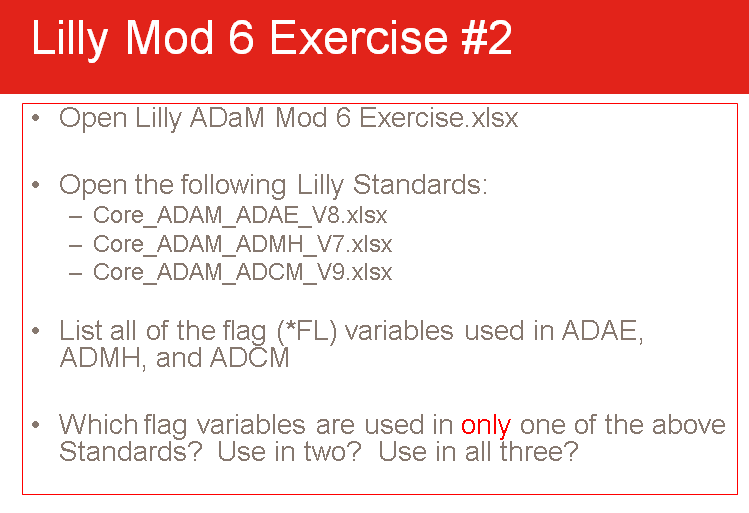 Lilly Mod 6 Exercise #2
• Open Lilly ADaM Mod 6 Exercise.xlsx
• Open the following Lilly Standards:
– Core_ADAM_ADAE_V8.xlsx
– Core_ADAM_ADMH_V7.xlsx
– Core_ADAM_ADCM_V9.xlsx
• List all of the flag (*FL) variables used in ADAE,
ADMH, and ADCM
• Which flag variables are used in only one of the above
Standards? Use in two? Use in all three?